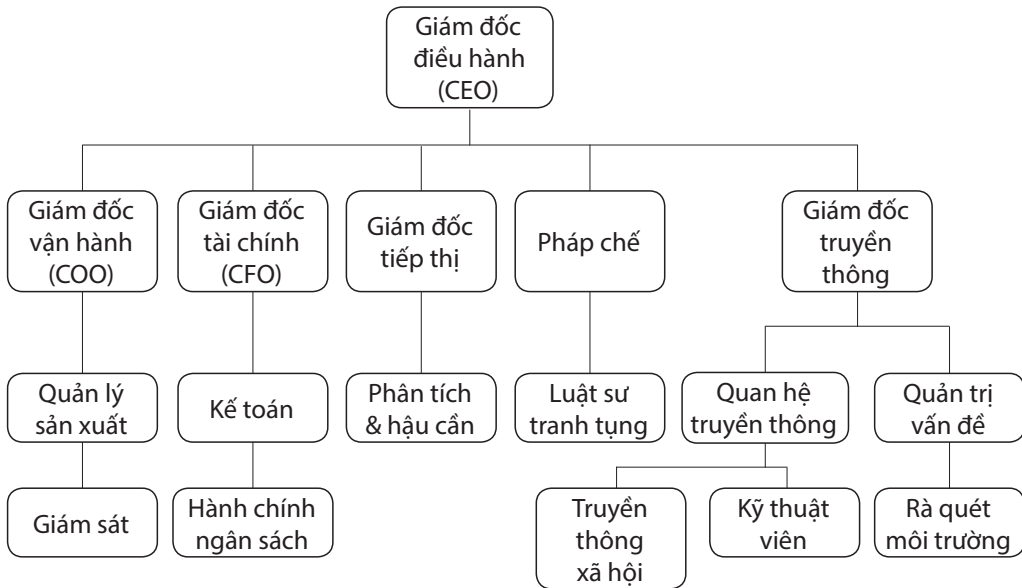 Giám đốc
điều hành
(CEO)
Giám đốc
vận hành
(COO)
Giám đốc
tài chính
(CFO)
Giám đốc
tiếp thị
Pháp chế
Giám đốc
truyền
thông
Quản lý
sản xuất
Kế toán
Phân tích
& hậu cần
Luật sư
tranh tụng
Quan hệ
truyền thông
Quản trị
vấn đề
Giám sát
Hành chính
ngân sách
Truyền
thông
xã hội
Kỹ thuật
viên
Rà quét
môi trường